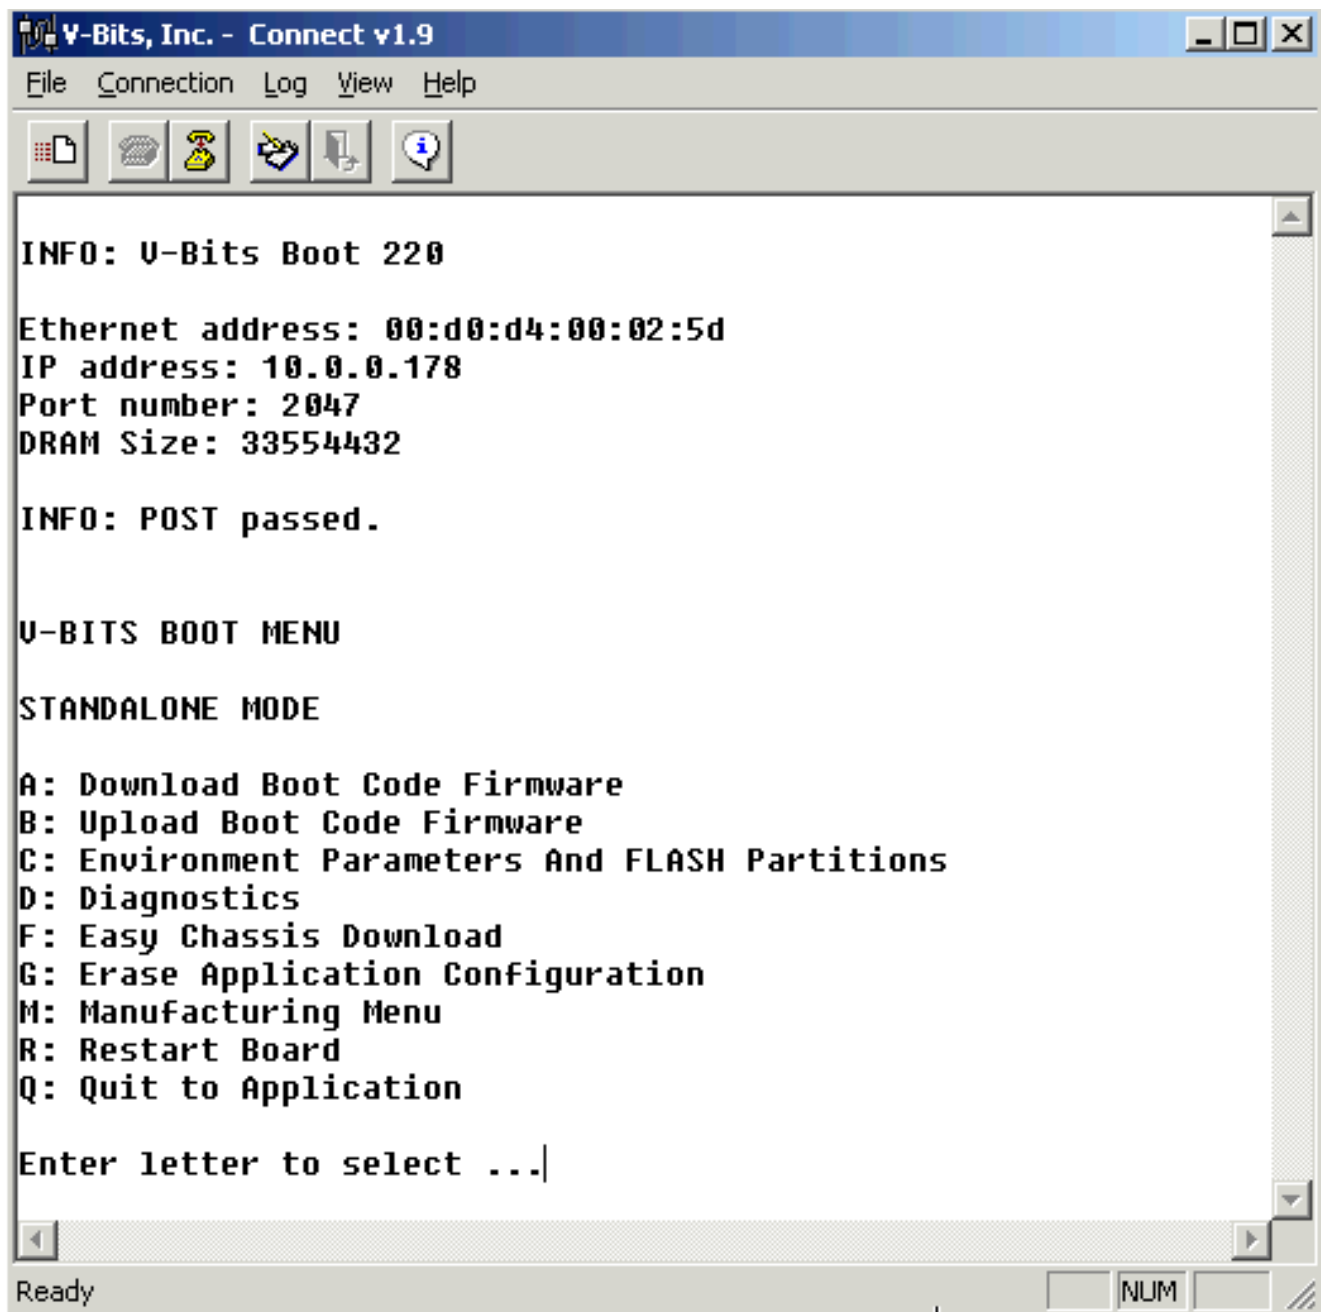 V-Bits, Inc. - Connect v1.9
File Connection Log View Help
INFO: V-Bits Boot 220
Ethernet address: 00:d0:d4:00:02:5d
IP address: 10.0.0.178
Port number: 2047
DRAM Size: 33554432
INFO: POST passed.
V-BITS BOOT MENU
STANDALONE MODE
A: Download Boot Code Firmware
B: Upload Boot Code Firmware
C: Environment Parameters And FLASH Partitions
D: Diagnostics
F: Easy Chassis Download
G: Erase Application Configuration
M: Manufacturing Menu
R: Restart Board
Q: Quit to Application
Enter letter to select ...
Ready NUM